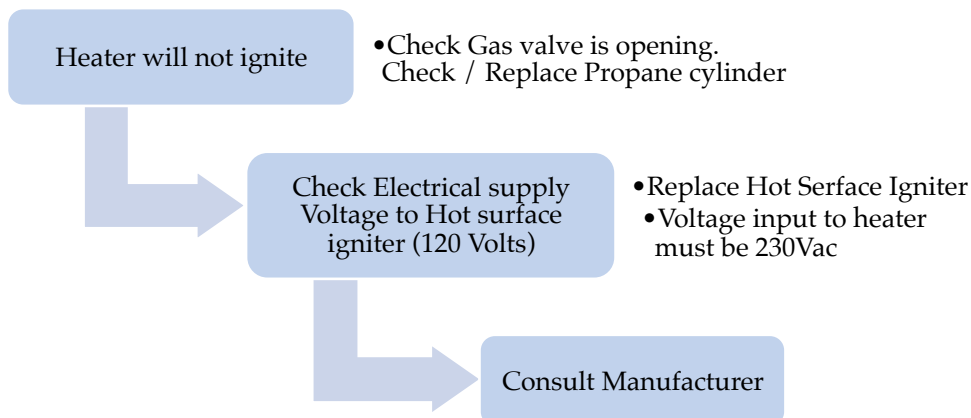 Heater will not ignite
•Check Gas valve is opening.
Check / Replace Propane cylinder
Check Electrical supply
Voltage to Hot surface
igniter (120 Volts)
•Replace Hot Serface Igniter
•Voltage input to heater
must be 230Vac
Consult Manufacturer